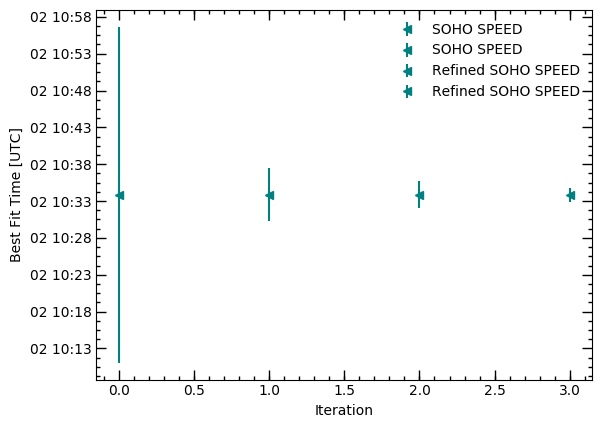 02 10:58
02 10:53
02 10:48
02 10:43
02 10:38
02 10:33
02 10:28
02 10:23
02 10:18
02 10:13
Best Fit Time [UTC]
SOHO SPEED
SOHO SPEED
Refined SOHO SPEED
Refined SOHO SPEED
0.0 0.5 1.0 1.5 2.0 2.5 3.0
Iteration